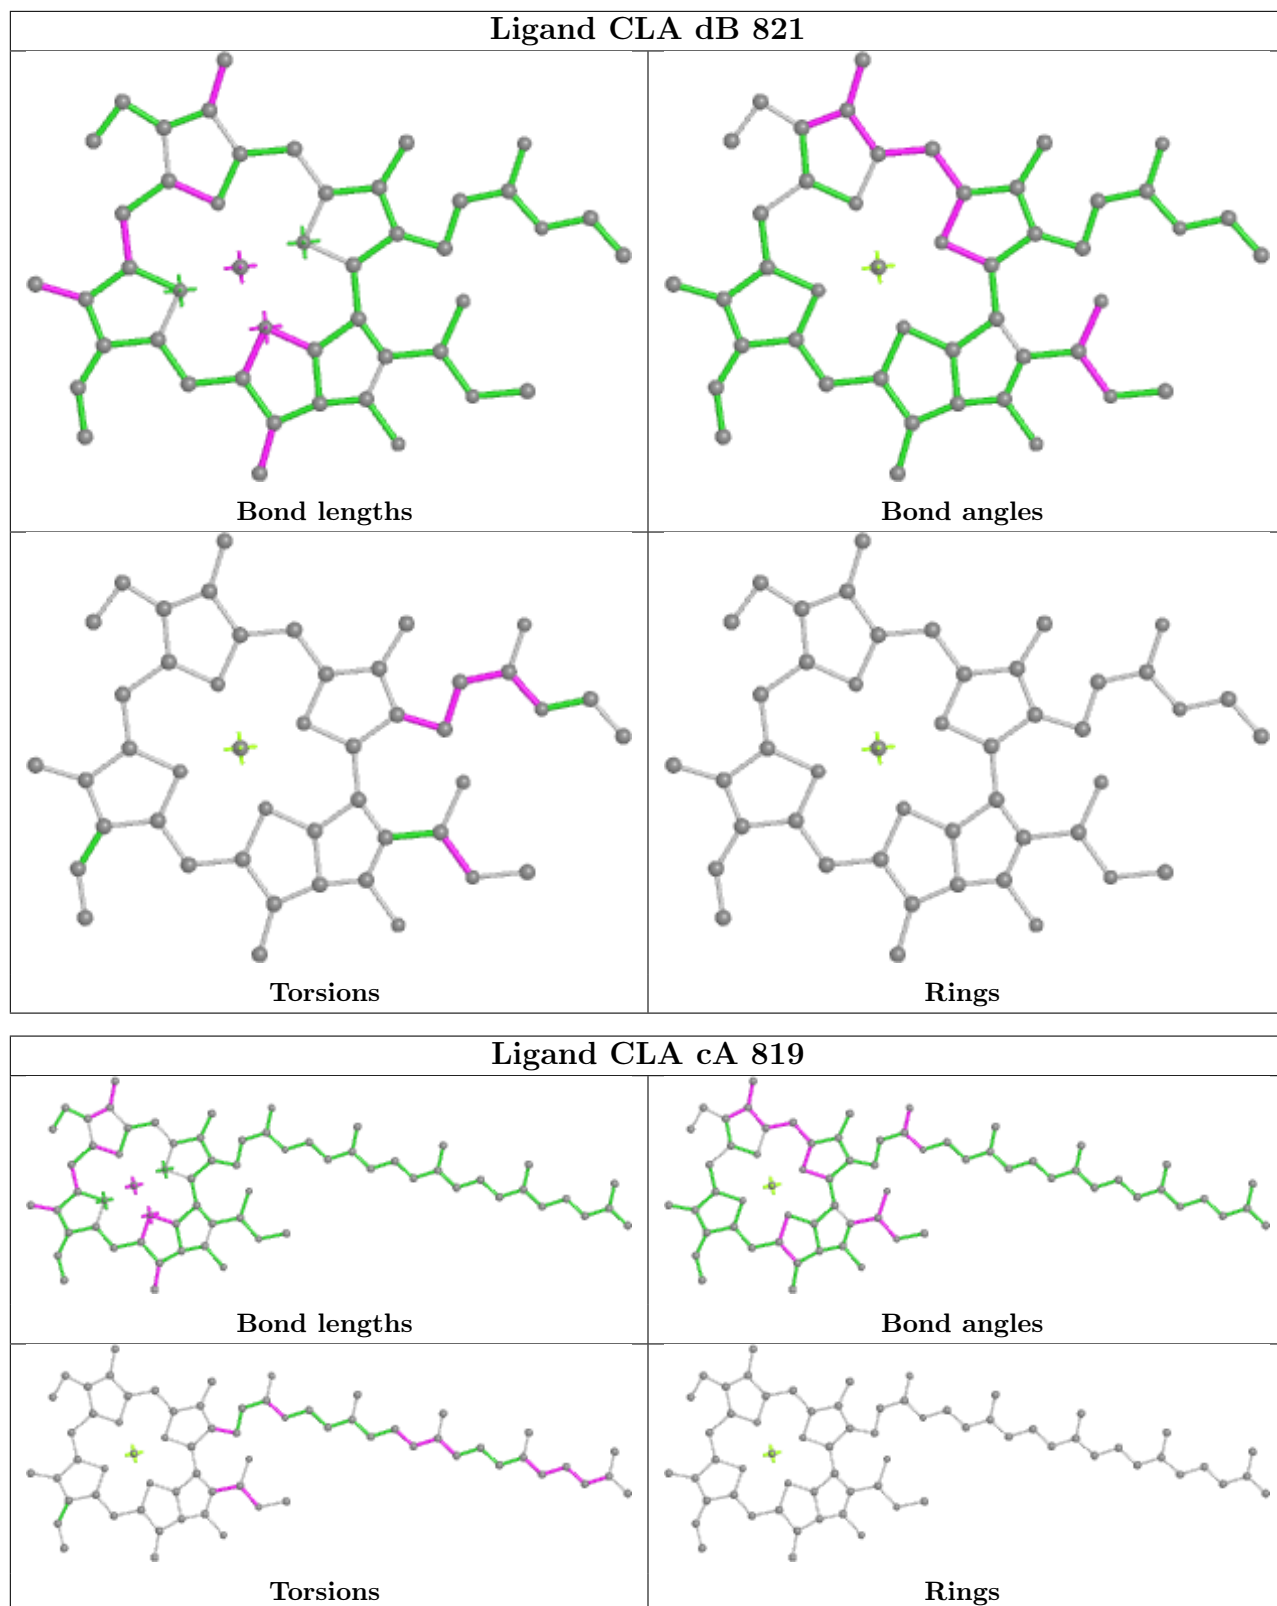 Ligand CLA dB 821
Bond lengths
Bond angles
Torsions
Rings
Ligand CLA cA 819
Bond lengths
Bond angles
Torsions
Rings